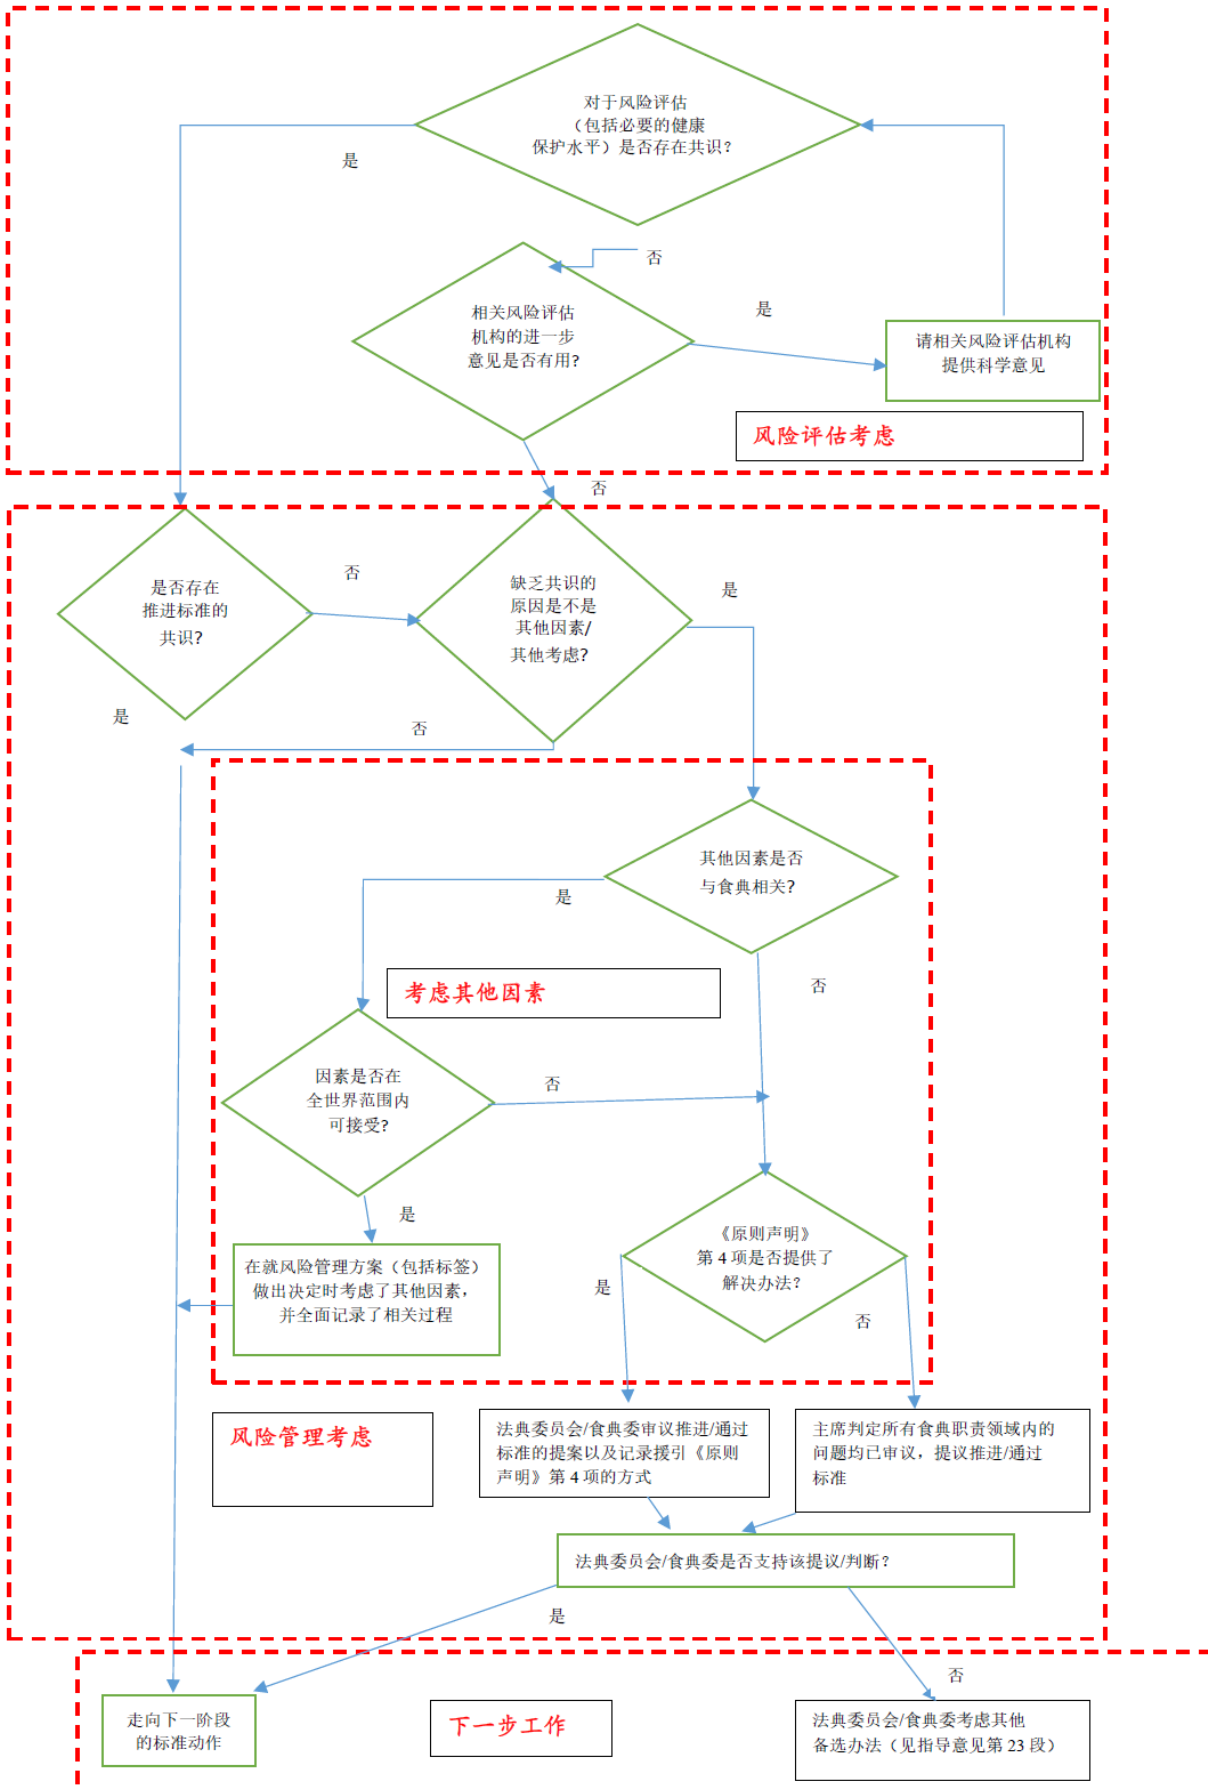 对于风险评估
（包括必要的健康
保护水平）是否存在共识？
是
否
相关风险评估
机构的进一步
意见是否有用？
是
请相关风险评估机构
提供科学意见
风险评估考虑
否
是否存在
推进标准的
共识？
否
缺乏共识的
原因是不是
其他因素/
其他考虑？
是
是
否
其他因素是否
与食典相关？
是
否
考虑其他因素
因素是否在
全世界范围内
可接受？
否
是
在就风险管理方案（包括标签）
做出决定时考虑了其他因素，
并全面记录了相关过程
《原则声明》
第 4 项是否提供了
解决办法？
是
否
风险管理考虑
法典委员会/食典委审议推进/通过
标准的提案以及记录援引《原则
声明》第 4 项的方式
主席判定所有食典职责领域内的
问题均已审议，提议推进/通过
标准
法典委员会/食典委是否支持该提议/判断？
是
否
走向下一阶段
的标准动作
下一步工作
法典委员会/食典委考虑其他
备选办法（见指导意见第 23 段）